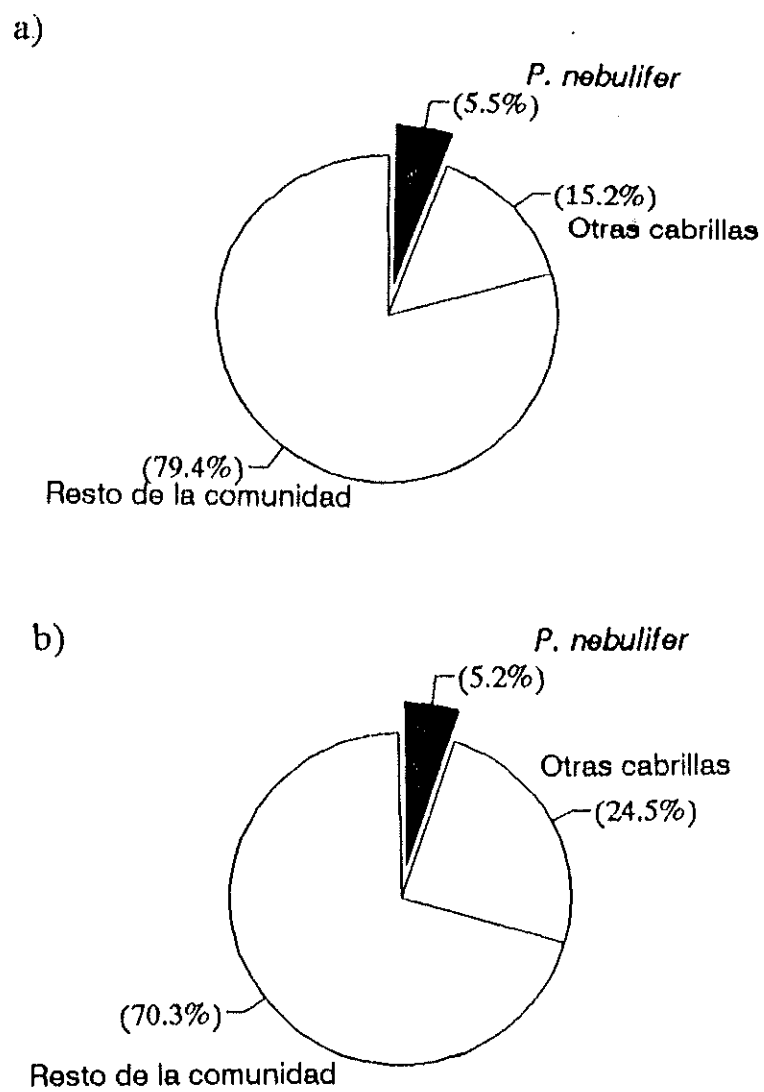 a)
P. nebulifer
(5.5%)
(15.2%)
Otras cabrillas
(79.4%)
Resto de la comunidad
b)
P. nebulifer
(5.2%)
Otras cabrillas
(24.5%)
(70.3%)
Resto de la comunidad